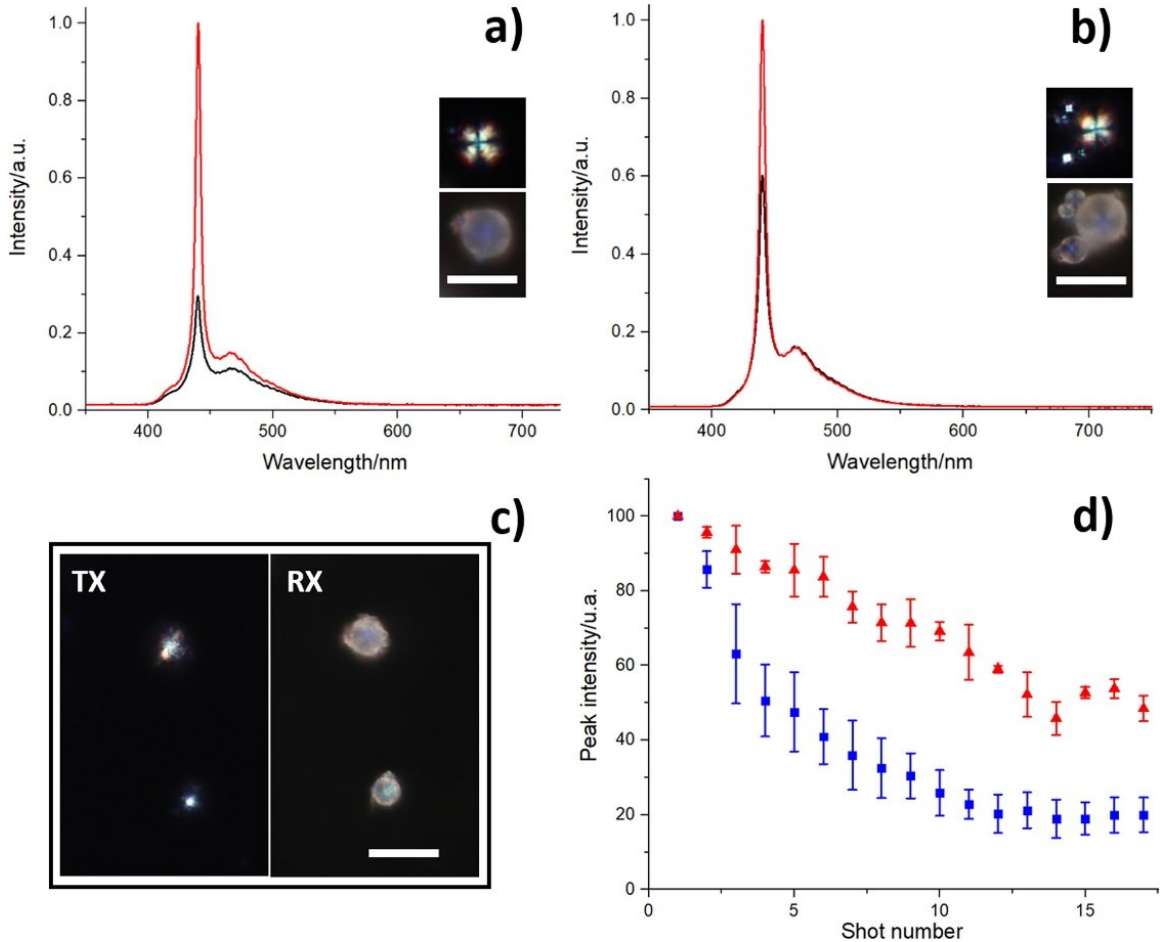 a)
1.0
0.8
0.6
0.4
0.2
0.0
Intensity/a.u.
400
500
600
700
Wavelength/nm
b)
1.0
0.8
0.6
0.4
0.2
0.0
Intensity/a.u.
400
500
600
700
Wavelength/nm
c)
TX
RX
d)
100
80
60
40
20
0
Peak intensity/u.a.
0
5
10
15
Shot number